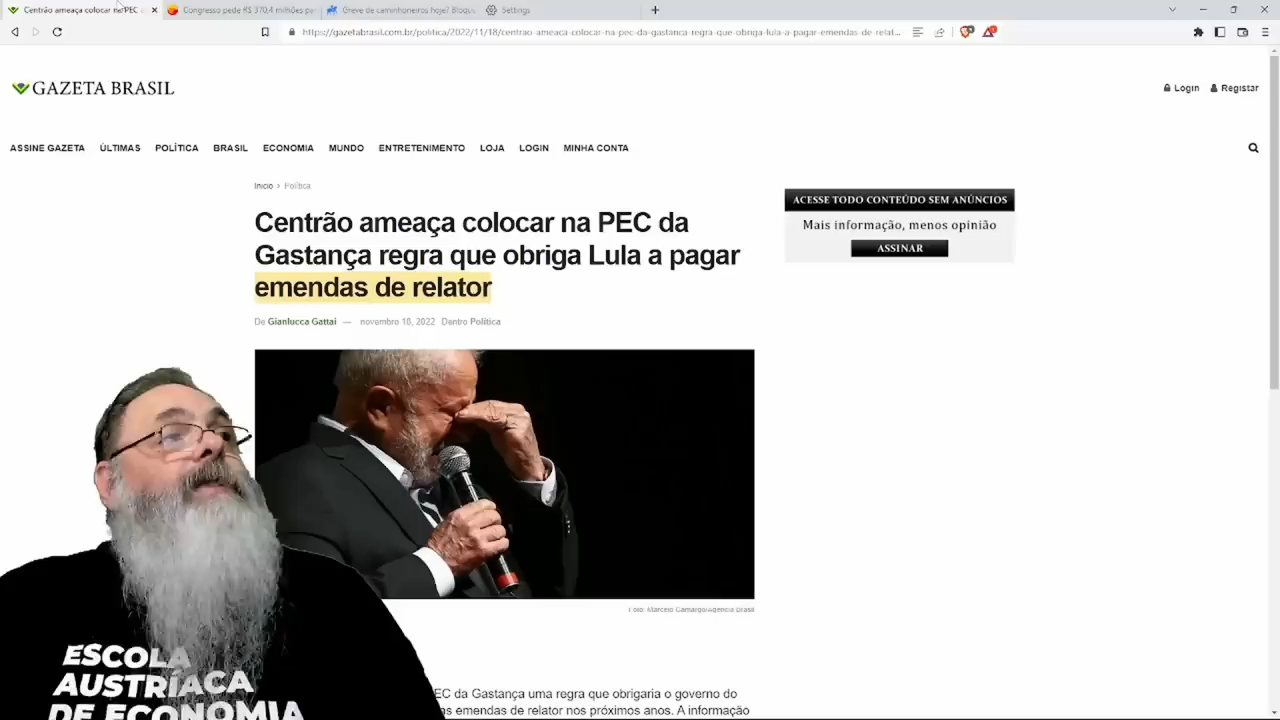 Centrão ameaça colocar na PEC
Congresso pede R$ 370,4 milhões pa
Greve de caminhoneiros hoje? Bloqu
Settings
https://gazetabrasil.com.br/politica/2022/11/18/centrao-ameaca-colocar-na-pec-da-gastanca-regra-que-obriga-lula-a-pagar-emendas-de-relat...
GAZETA BRASIL
Login Registar
ASSINE GAZETA ÚLTIMAS POLÍTICA BRASIL ECONOMIA MUNDO ENTRETENIMENTO LOJA LOGIN MINHA CONTA
Início > Política
Centrão ameaça colocar na PEC da
Gastança regra que obriga Lula a pagar
emendas de relator
De Gianlucca Gattai — novembro 18, 2022 Dentro Política
ACESSE TODO CONTEÚDO SEM ANÚNCIOS
Mais informação, menos opinião
ASSINAR
Foto: Marcelo Camargo/Agência Brasil
EC da Gastança uma regra que obrigaria o governo do
as emendas de relator nos próximos anos. A informação
ESCOLA
AUSTRÍACA
DE ECONOMIA